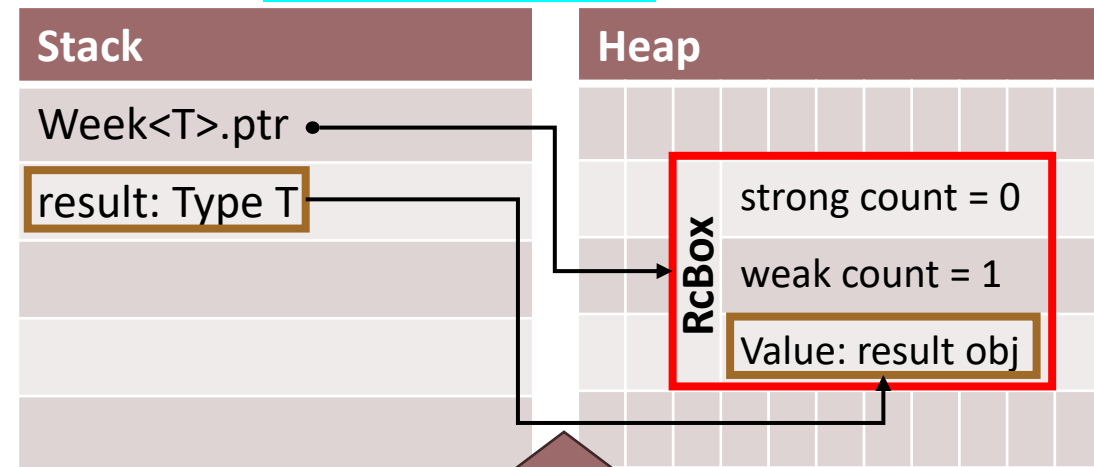 Stack
Heap
Week<T>.ptr
result: Type T
RcBox
strong count = 0
weak count = 1
Value: result obj